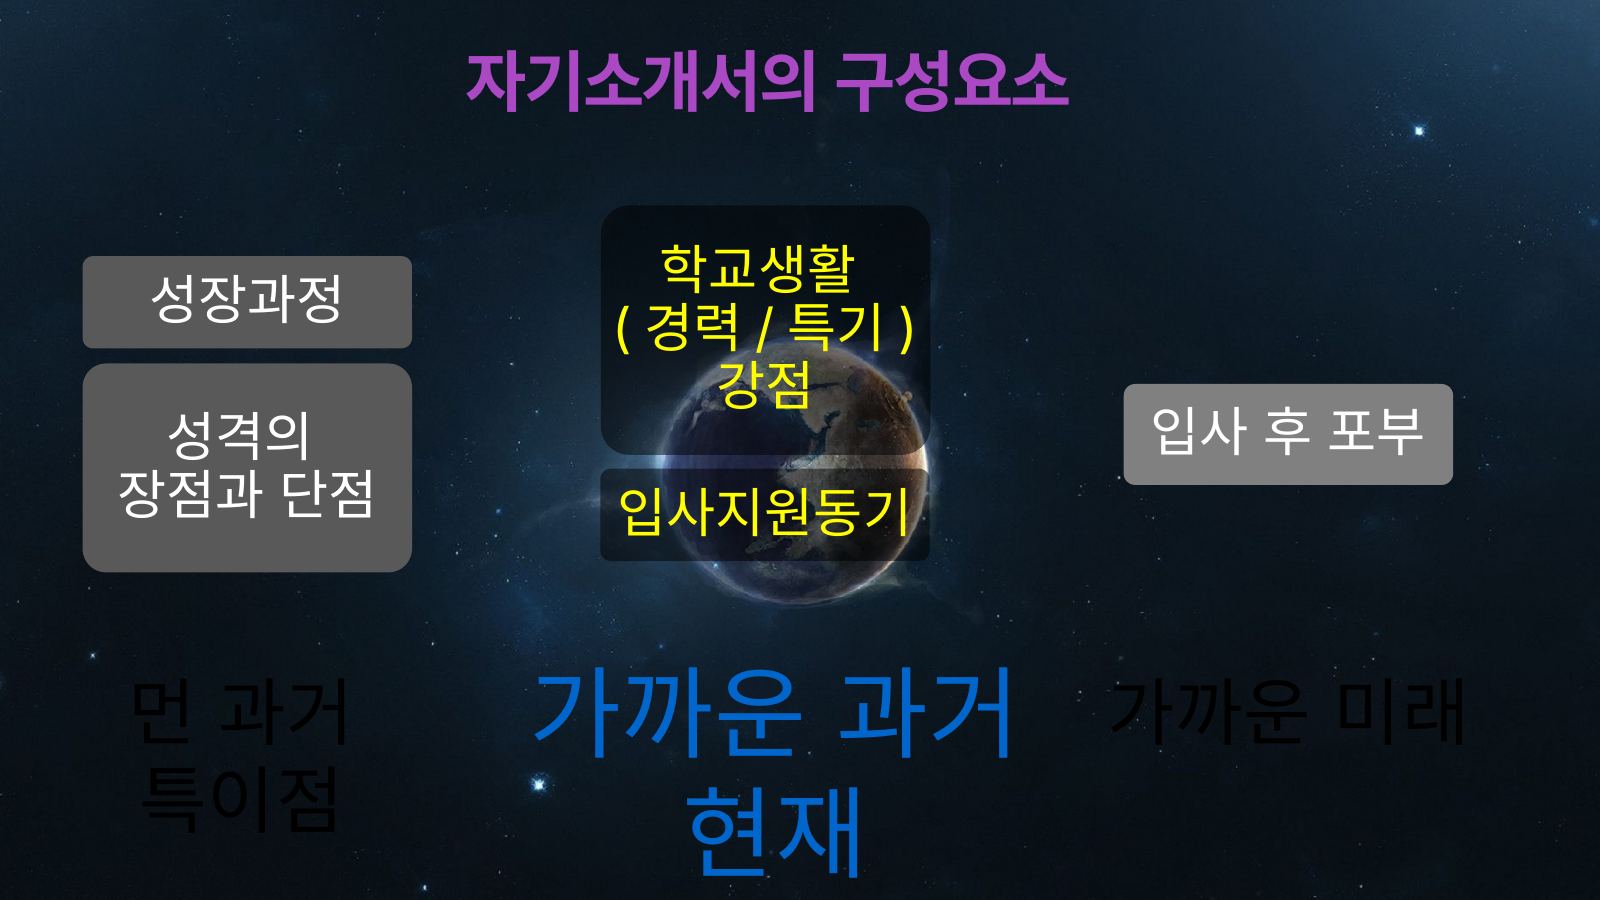 자기소개서의 구성요소
성장과정
성격의
장점과 단점
학교생활
( 경력 / 특기 )
강점
입사지원동기
입사 후 포부
먼 과거
특이점
가까운 과거
현재
가까운 미래